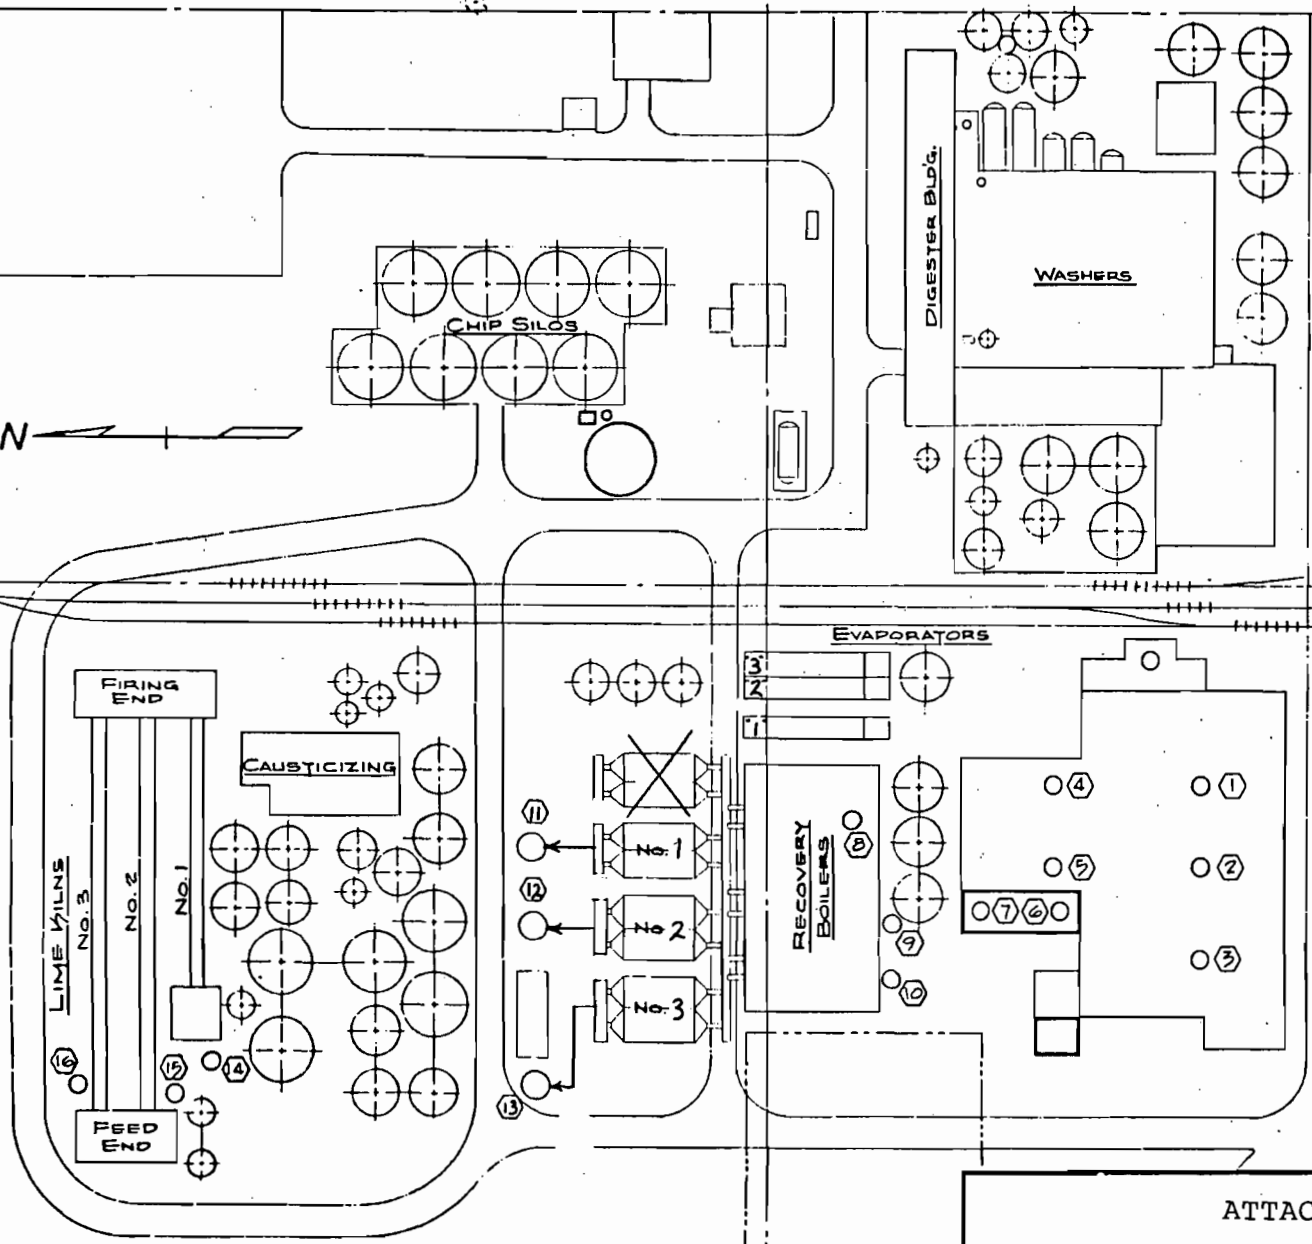 DIGESTER BLD'G.
WASHERS
CHIP SILOS
N
EVAPORATORS
3
2
1
FIRING
END
CAUSTICIZING
LIME KILNS
No. 3
No. 2
No. 1
No. 1
No. 2
No. 3
RECOVERY
BOILERS
11
12
13
8
9
10
4
1
5
2
7
6
3
16
15
14
FEED
END
ATTAC